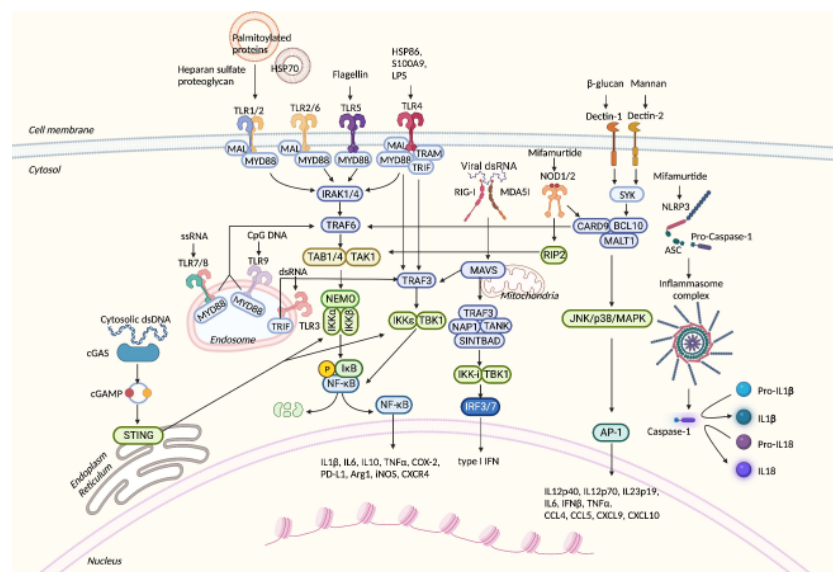 Palmitoylated
proteins
HSP70
Heparan sulfate
proteoglycan
Flagellin
HSP86,
S100A9,
LPS
β-glucan
Mannan
TLR1/2
TLR2/6
TLR5
TLR4
Dectin-1
Dectin-2
Cell membrane
Cytosol
MAL
MYD88
MAL
MYD88
MYD88
MAL
MYD88
TRAM
TRIF
Viral dsRNA
RIG-I
MDA5I
Mifamurtide
NOD1/2
SYK
Mifamurtide
NLRP3
Pro-Caspase-1
ASC
IRAK1/4
TRAF6
CARD9
BCL10
MALT1
RIP2
TAB1/4
TAK1
ssRNA
TLR7/8
CpG DNA
TLR9
dsRNA
TLR3
MYD88
MYD88
TRIF
Endosome
TRAF3
MAVS
Mitochondria
Inflammasome
complex
NEMO
IKKα
IKKβ
IKKε
TBK1
TRAF3
NAP1
TANK
SINTBAD
JNK/p38/MAPK
Cytosolic dsDNA
cGAS
cGAMP
STING
Endoplasm
Reticulum
P
IκB
NF-κB
NF-κB
IKK-i
TBK1
IRF3/7
type I IFN
AP-1
Caspase-1
Pro-IL1β
IL1β
Pro-IL18
IL18
IL1β, IL6, IL10, TNFα, COX-2,
PD-L1, Arg1, iNOS, CXCR4
IL12p40, IL12p70, IL23p19,
IL6, IFNβ, TNFα,
CCL4, CCL5, CXCL9, CXCL10
Nucleus